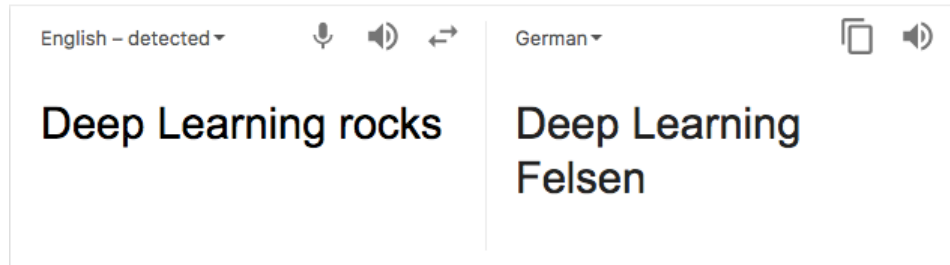 English – detected
German
Deep Learning rocks
Deep Learning
Felsen